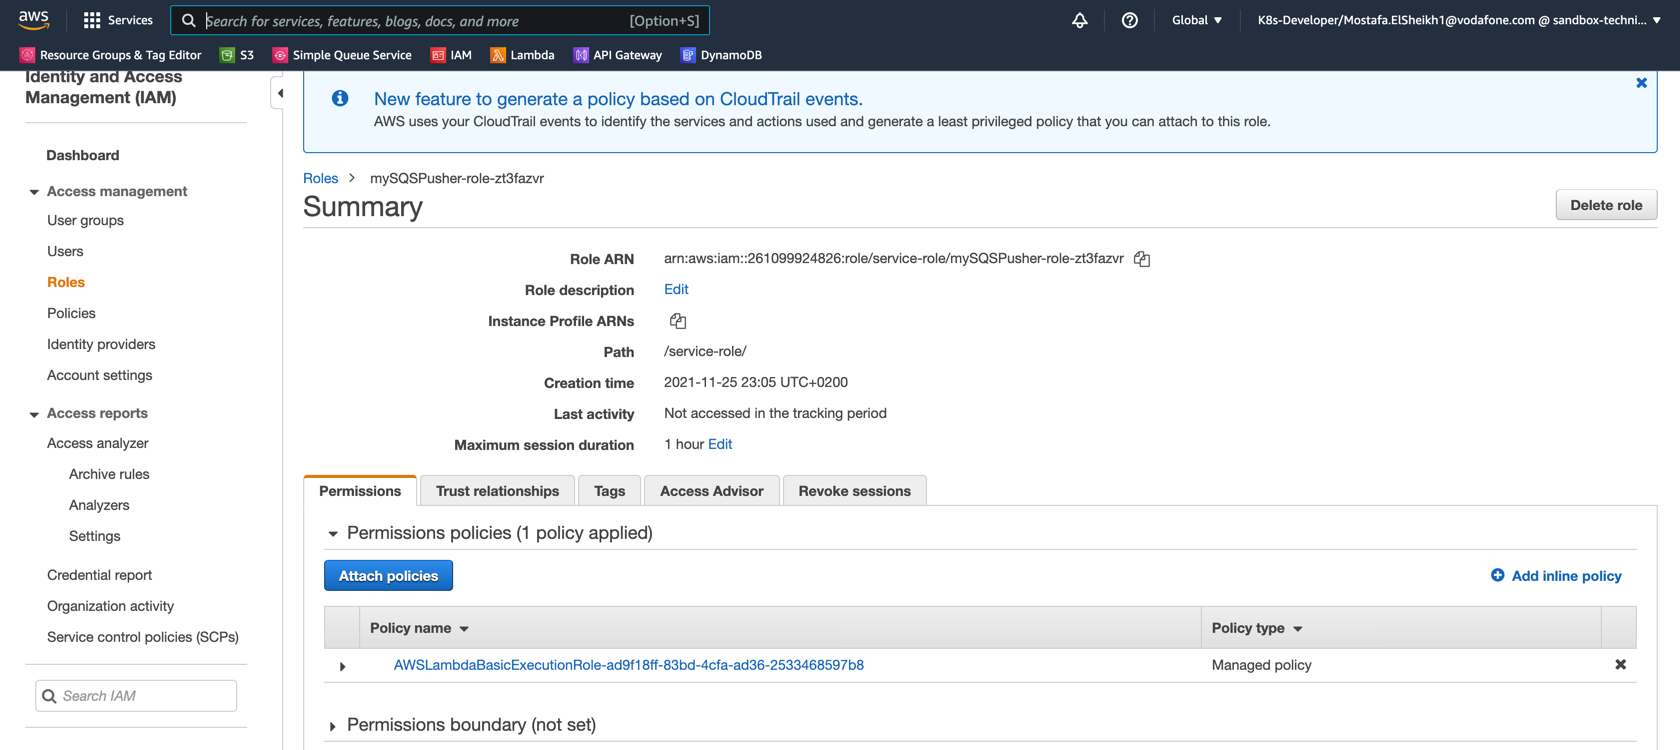 aws
Services
Search for services, features, blogs, docs, and more
[Option+S]
Global
K8s-Developer/Mostafa.ElSheikh1@vodafone.com @ sandbox-techni...
Resource Groups & Tag Editor
S3
Simple Queue Service
IAM
Lambda
API Gateway
DynamoDB
Identity and Access
Management (IAM)
Dashboard
Access management
User groups
Users
Roles
Policies
Identity providers
Account settings
Access reports
Access analyzer
Archive rules
Analyzers
Settings
Credential report
Organization activity
Service control policies (SCPs)
Search IAM
New feature to generate a policy based on CloudTrail events.
AWS uses your CloudTrail events to identify the services and actions used and generate a least privileged policy that you can attach to this role.
Roles > mySQSPusher-role-zt3fazvr
Summary
Delete role
Role ARN arn:aws:iam::261099924826:role/service-role/mySQSPusher-role-zt3fazvr
Role description Edit
Instance Profile ARNs
Path /service-role/
Creation time 2021-11-25 23:05 UTC+0200
Last activity Not accessed in the tracking period
Maximum session duration 1 hour Edit
Permissions
Trust relationships
Tags
Access Advisor
Revoke sessions
Permissions policies (1 policy applied)
Attach policies
Add inline policy
Policy name
Policy type
AWSLambdaBasicExecutionRole-ad9f18ff-83bd-4cfa-ad36-2533468597b8
Managed policy
Permissions boundary (not set)